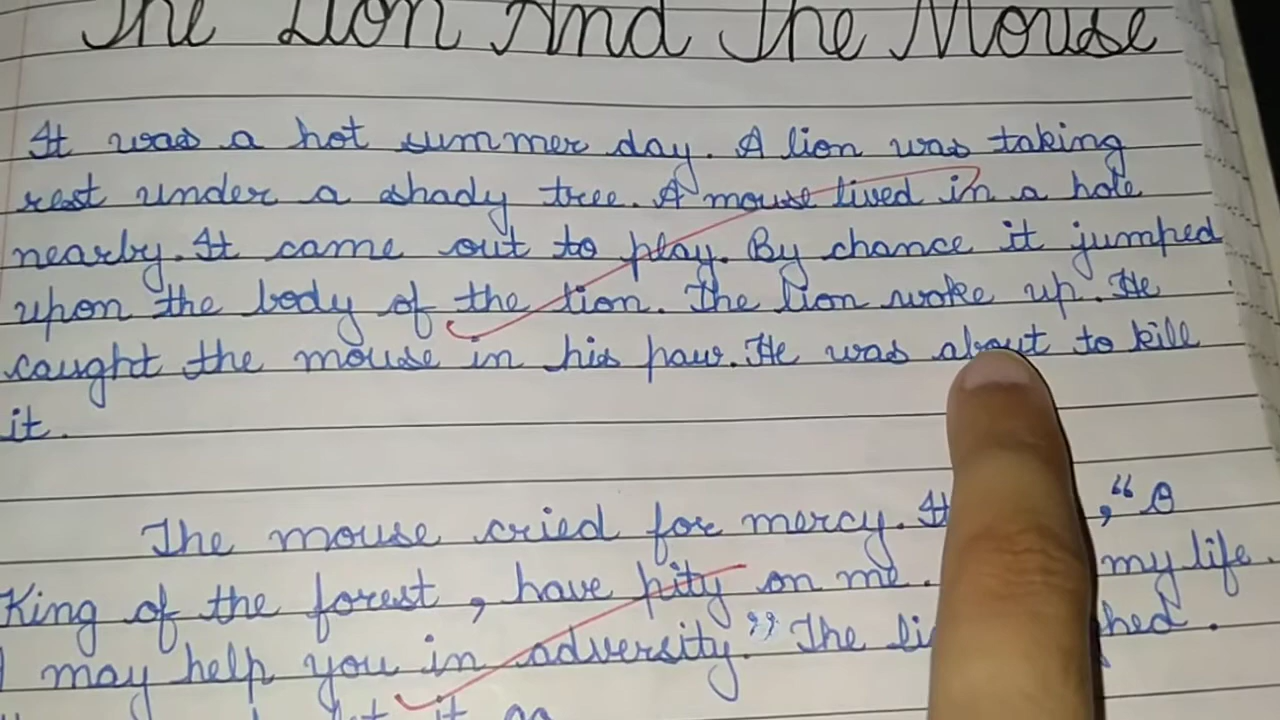 The Lion And The Mouse
It was a hot summer day. A lion was taking
rest under a shady tree. A mouse lived in a hole
nearby. It came out to play. By chance it jumped
upon the body of the lion. The lion woke up. He
caught the mouse in his paw. He was about to kill
it.
The mouse cried for mercy. It , “O
King of the forest, have pity on me. my life.
I may help you in adversity.” The
it go